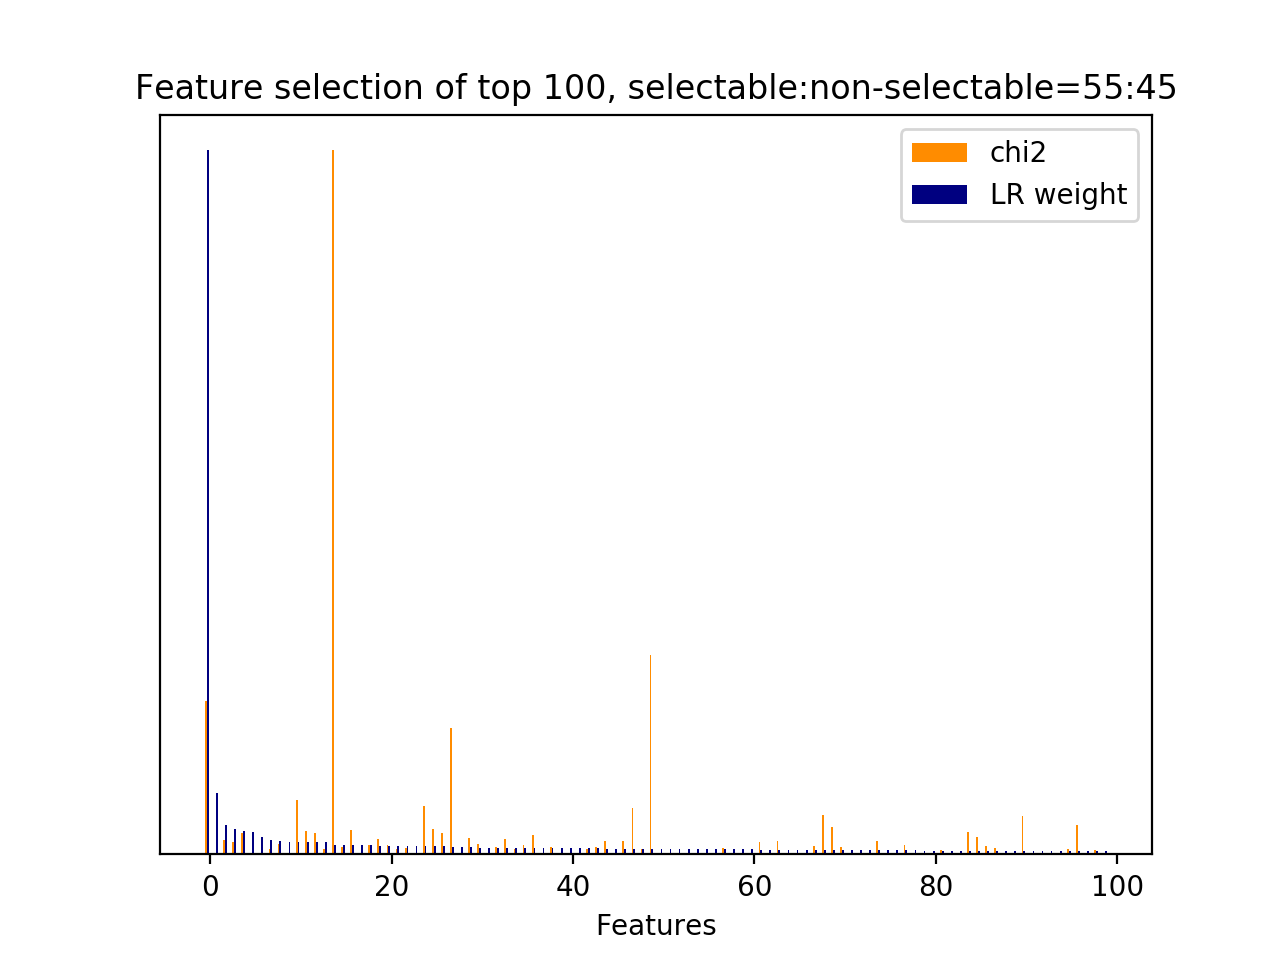 Feature selection of top 100, selectable:non-selectable=55:45
chi2
LR weight
0 20 40 60 80 100
Features